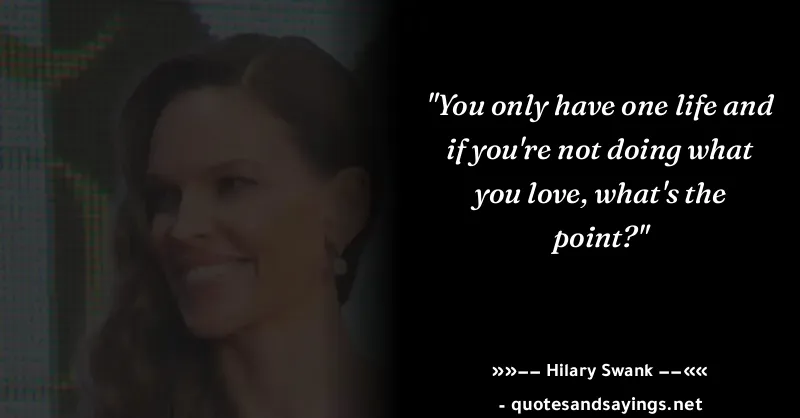 "You only have one life and
if you're not doing what
you love, what's the
point?"
»»–– Hilary Swank ––««
- quotesandsayings.net